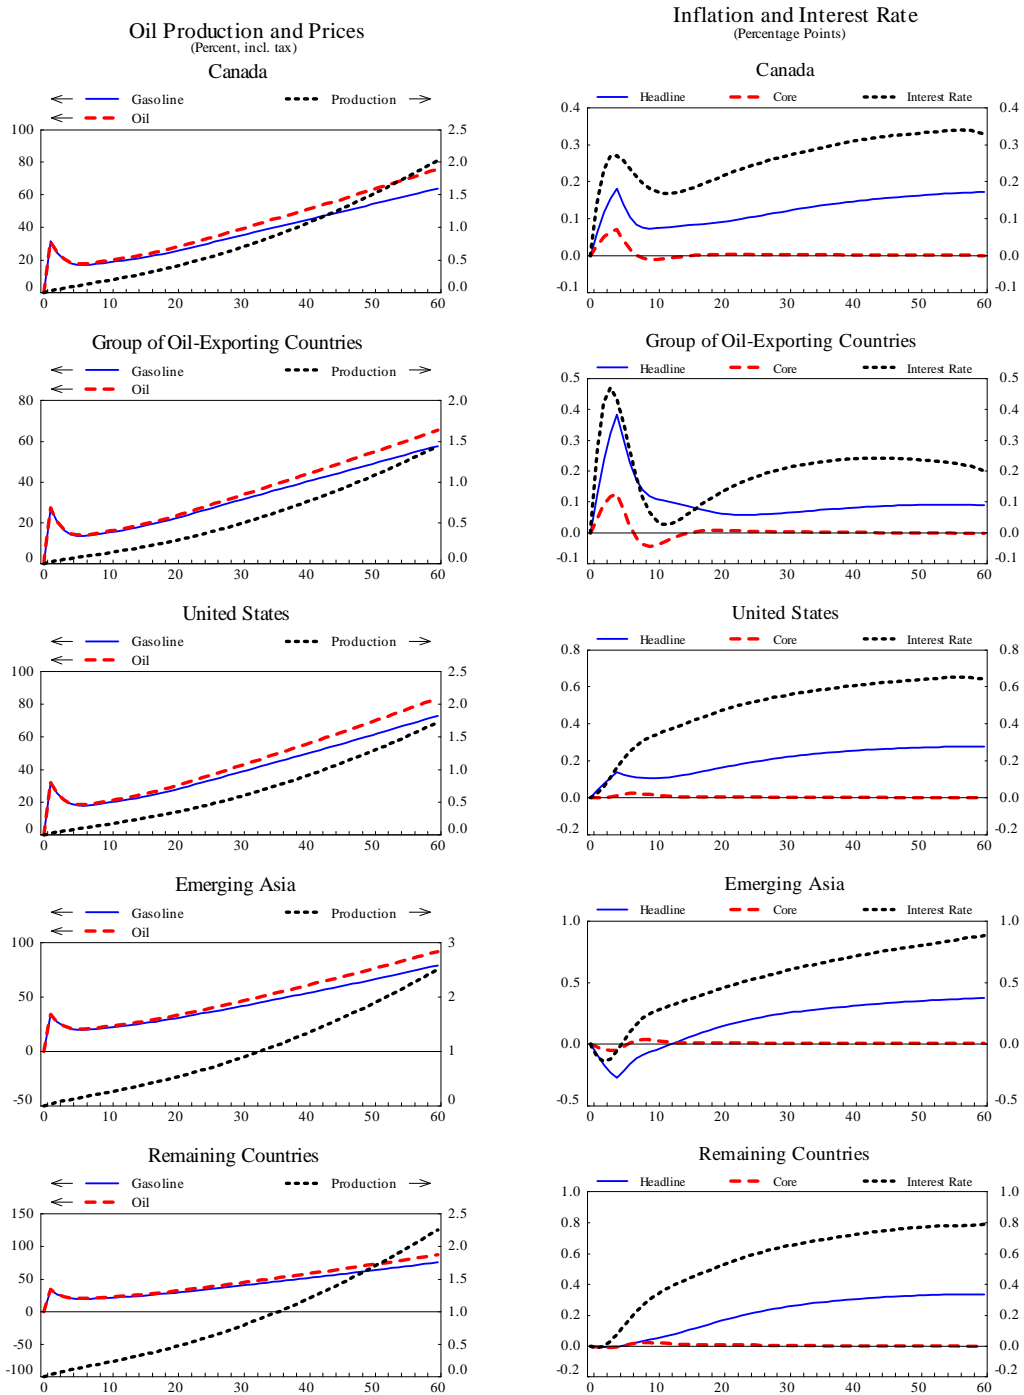 Oil Production and Prices
(Percent, incl. tax)
Canada
Gasoline Production
Oil
100 2.5
80 2.0
60 1.5
40 1.0
20 0.5
0 0.0
0 10 20 30 40 50 60
Group of Oil-Exporting Countries
Gasoline Production
Oil
80 2.0
60 1.5
40 1.0
20 0.5
0 0.0
0 10 20 30 40 50 60
United States
Gasoline Production
Oil
100 2.5
80 2.0
60 1.5
40 1.0
20 0.5
0 0.0
0 10 20 30 40 50 60
Emerging Asia
Gasoline Production
Oil
100 3
50 2
0 1
-50 0
0 10 20 30 40 50 60
Remaining Countries
Gasoline Production
Oil
150 2.5
100 2.0
50 1.5
0 1.0
-50 0.5
-100 0.0
0 10 20 30 40 50 60
Inflation and Interest Rate
(Percentage Points)
Canada
Headline Core Interest Rate
0.4 0.4
0.3 0.3
0.2 0.2
0.1 0.1
0.0 0.0
-0.1 -0.1
0 10 20 30 40 50 60
Group of Oil-Exporting Countries
Headline Core Interest Rate
0.5 0.5
0.4 0.4
0.3 0.3
0.2 0.2
0.1 0.1
0.0 0.0
-0.1 -0.1
0 10 20 30 40 50 60
United States
Headline Core Interest Rate
0.8 0.8
0.6 0.6
0.4 0.4
0.2 0.2
0.0 0.0
-0.2 -0.2
0 10 20 30 40 50 60
Emerging Asia
Headline Core Interest Rate
1.0 1.0
0.5 0.5
0.0 0.0
-0.5 -0.5
0 10 20 30 40 50 60
Remaining Countries
Headline Core Interest Rate
1.0 1.0
0.8 0.8
0.6 0.6
0.4 0.4
0.2 0.2
0.0 0.0
-0.2 -0.2
0 10 20 30 40 50 60